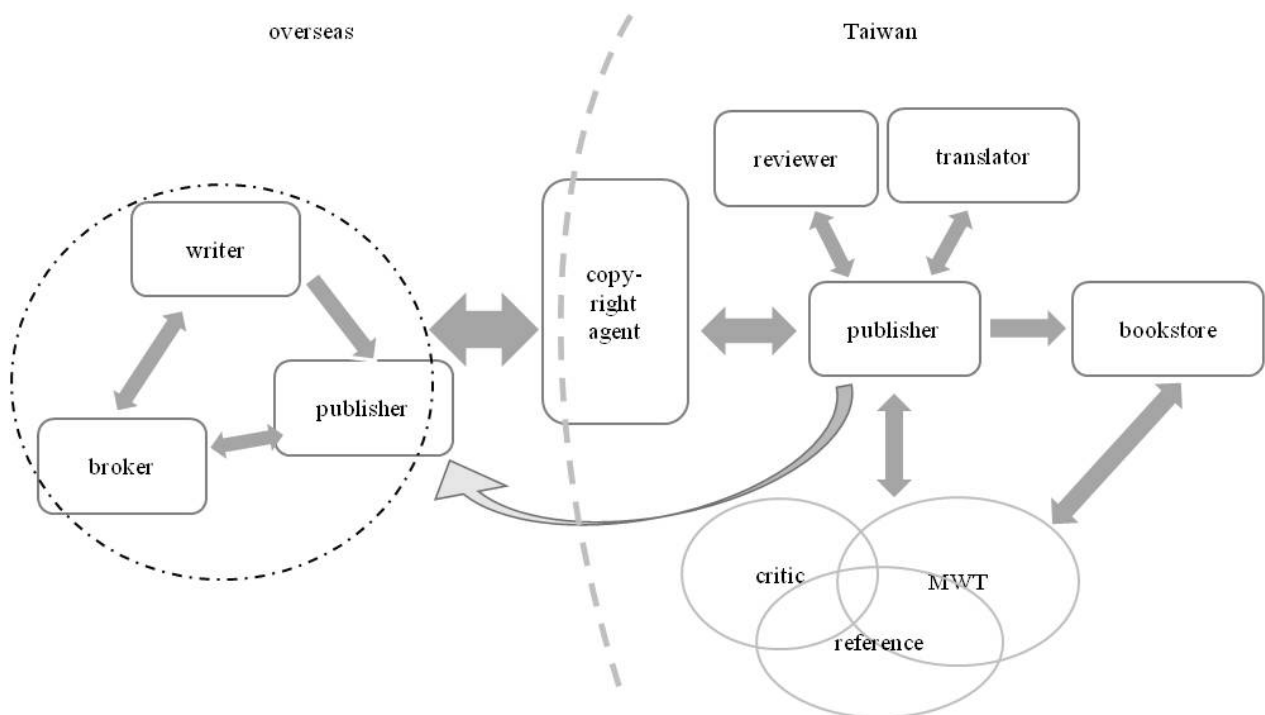 overseas
Taiwan
reviewer
translator
writer
copy-
right
agent
publisher
bookstore
publisher
broker
critic
MWT
reference